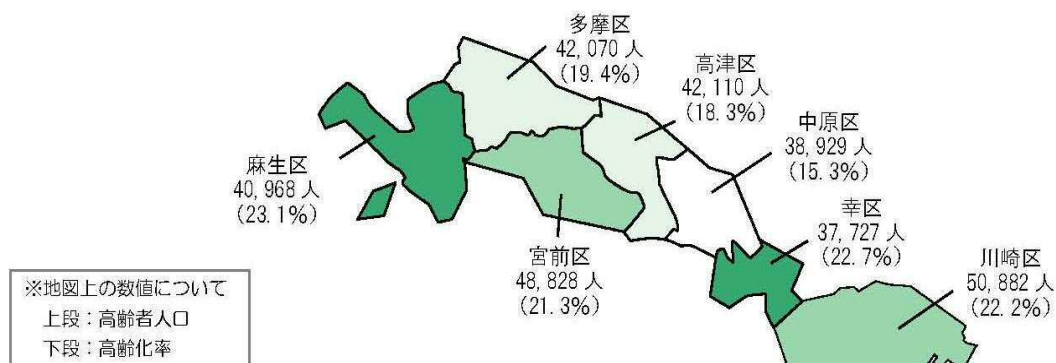 多摩区
42,070 人
(19.4%)
高津区
42,110 人
(18.3%)
中原区
38,929 人
(15.3%)
麻生区
40,968 人
(23.1%)
幸区
37,727 人
(22.7%)
宮前区
48,828 人
(21.3%)
川崎区
50,882 人
(22.2%)
※地図上の数値について
上段：高齢者人口
下段：高齢化率